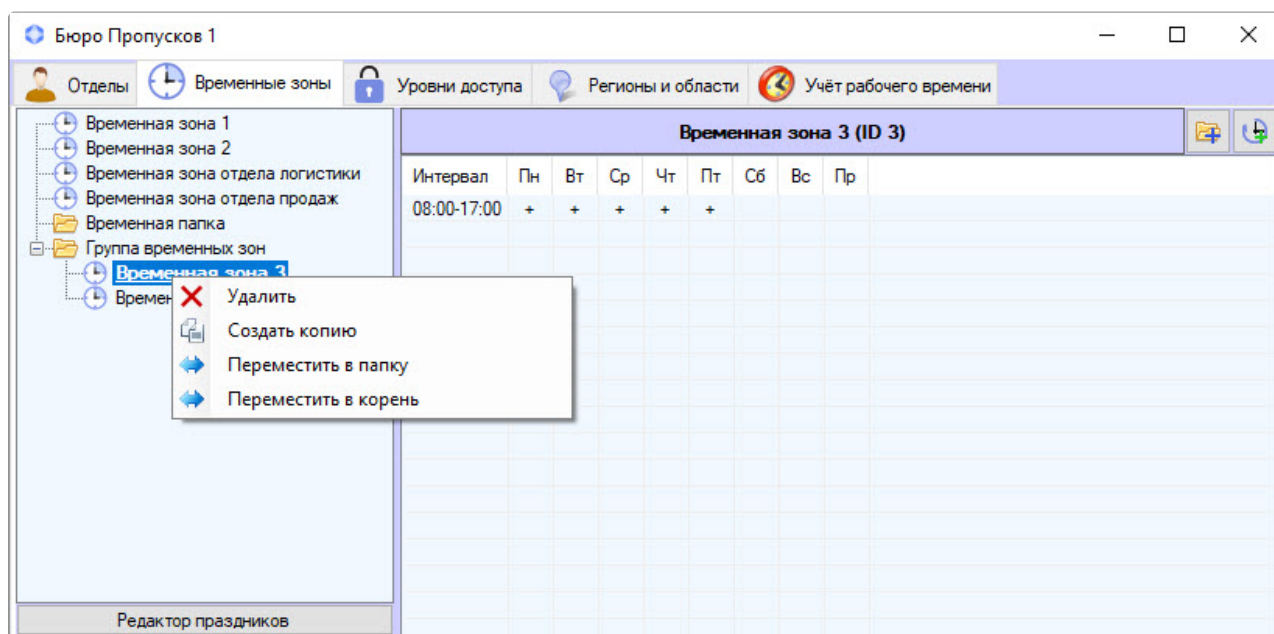 Бюро Пропусков 1
Отделы Временные зоны Уровни доступа Регионы и области Учёт рабочего времени
Временная зона 1
Временная зона 2
Временная зона отдела логистики
Временная зона отдела продаж
Временная папка
Группа временных зон
Временная зона 3
Удалить
Создать копию
Переместить в папку
Переместить в корень
Редактор праздников
Временная зона 3 (ID 3)
Интервал Пн Вт Ср Чт Пт Сб Вс Пр
08:00-17:00 + + + + +